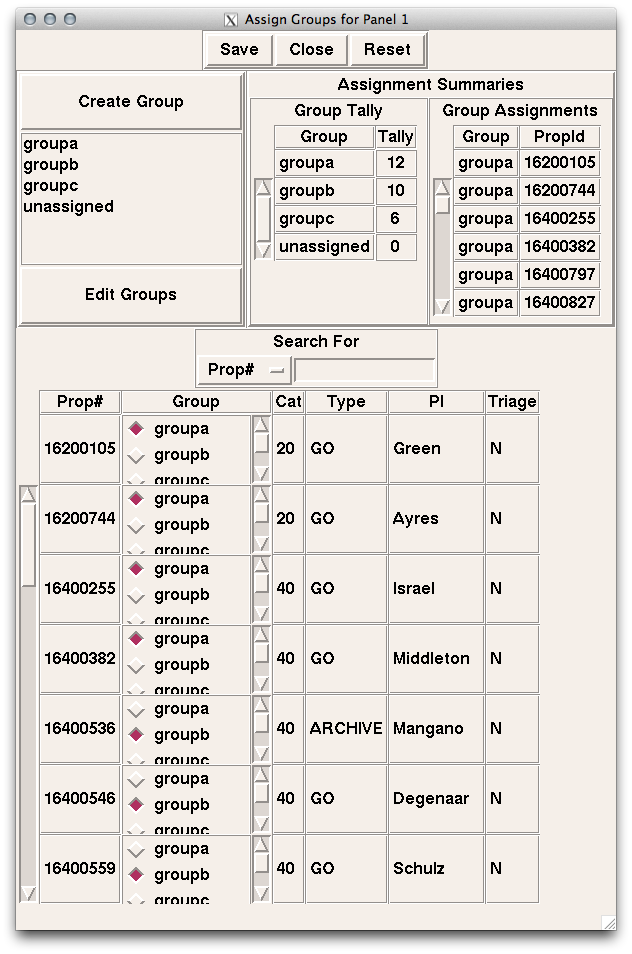 Assign Groups for Panel 1
Save Close Reset
Create Group
groupa
groupb
groupc
unassigned
Edit Groups
Assignment Summaries
Group Tally
Group Tally
groupa 12
groupb 10
groupc 6
unassigned 0
Group Assignments
Group PropId
groupa 16200105
groupa 16200744
groupa 16400255
groupa 16400382
groupa 16400797
groupa 16400827
Search For
Prop#
Prop# Group Cat Type PI Triage
groupa
16200105 groupb 20 GO Green N
groupc
groupa
16200744 groupb 20 GO Ayres N
groupc
groupa
16400255 groupb 40 GO Israel N
groupc
groupa
16400382 groupb 40 GO Middleton N
groupc
groupa
16400536 groupb 40 ARCHIVE Mangano N
groupc
groupa
16400546 groupb 40 GO Degenaar N
groupc
groupa
16400559 groupb 40 GO Schulz N
groupc